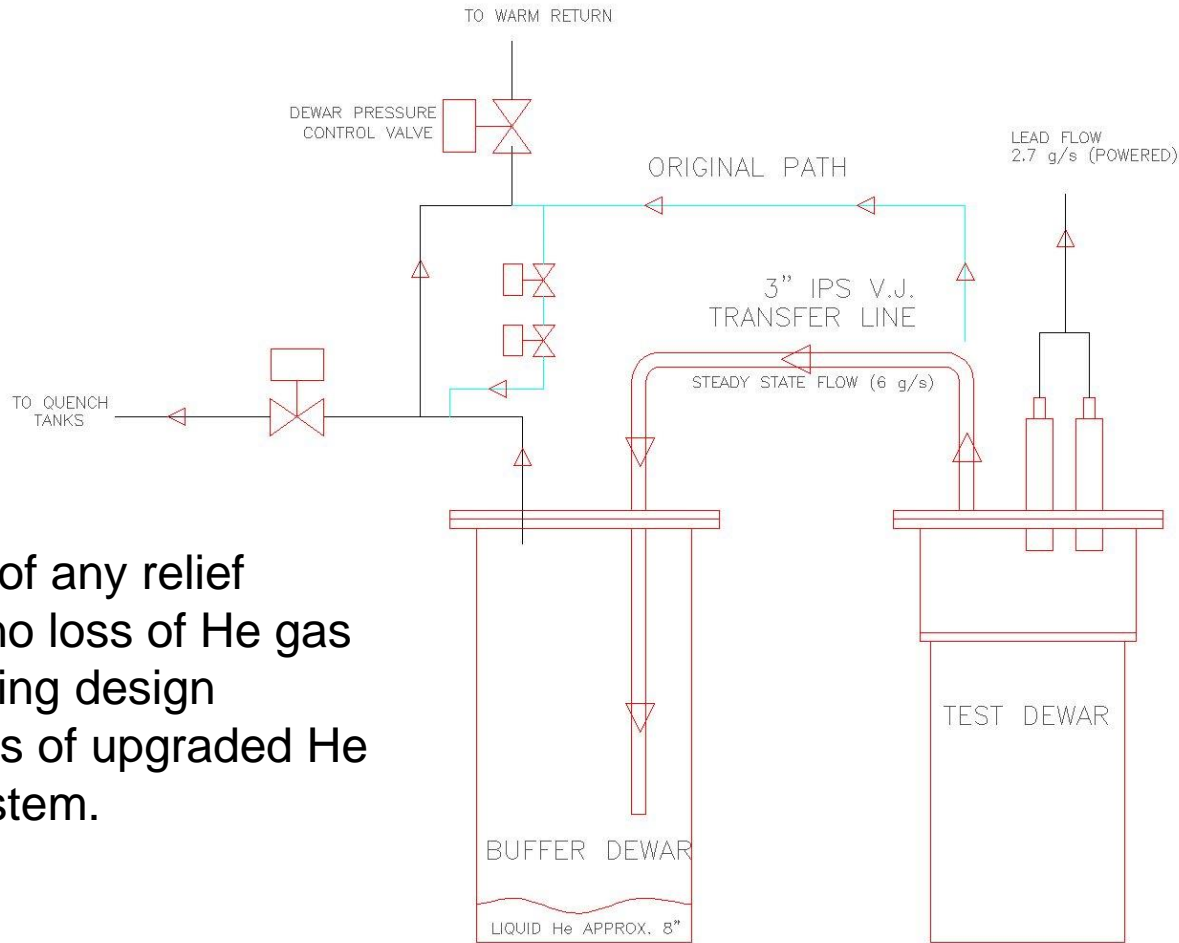 TO WARM RETURN
DEWAR PRESSURE
CONTROL VALVE
LEAD FLOW
2.7 g/s (POWERED)
ORIGINAL PATH
3” IPS V.J.
TRANSFER LINE
STEADY STATE FLOW (6 g/s)
TO QUENCH
TANKS
of any relief
no loss of He gas
ing design
s of upgraded He
stem.
TEST DEWAR
BUFFER DEWAR
LIQUID He APPROX. 8”